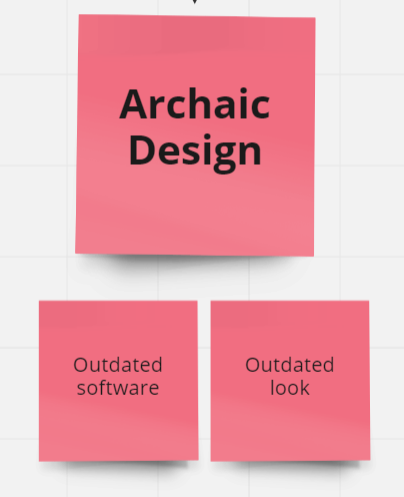 Archaic
Design
Outdated
software
Outdated
look